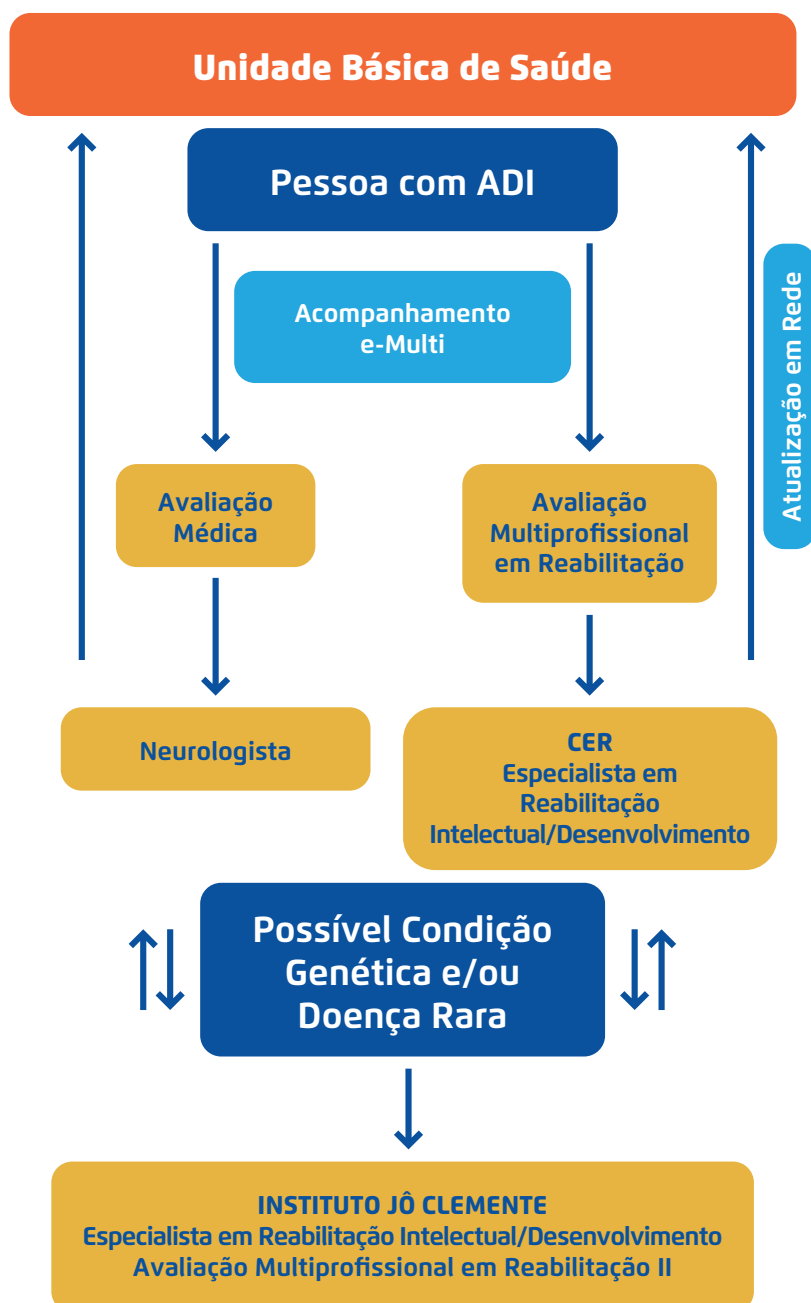 Unidade Básica de Saúde
Pessoa com ADI
Acompanhamento
e-Multi
Atualização em Rede
Avaliação
Médica
Avaliação
Multiprofissional
em Reabilitação
Neurologista
CER
Especialista em
Reabilitação
Intelectual/Desenvolvimento
Possível Condição
Genética e/ou
Doença Rara
INSTITUTO JÔ CLEMENTE
Especialista em Reabilitação Intelectual/Desenvolvimento
Avaliação Multiprofissional em Reabilitação II